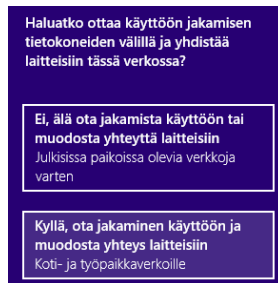 Haluatko ottaa käyttöön jakamisen
tietokoneiden välillä ja yhdistää
laitteisiin tässä verkossa?
Ei, älä ota jakamista käyttöön tai
muodosta yhteyttä laitteisiin
Julkisissa paikoissa olevia verkkoja
varten
Kyllä, ota jakaminen käyttöön ja
muodosta yhteys laitteisiin
Koti- ja työpaikkaverkoille